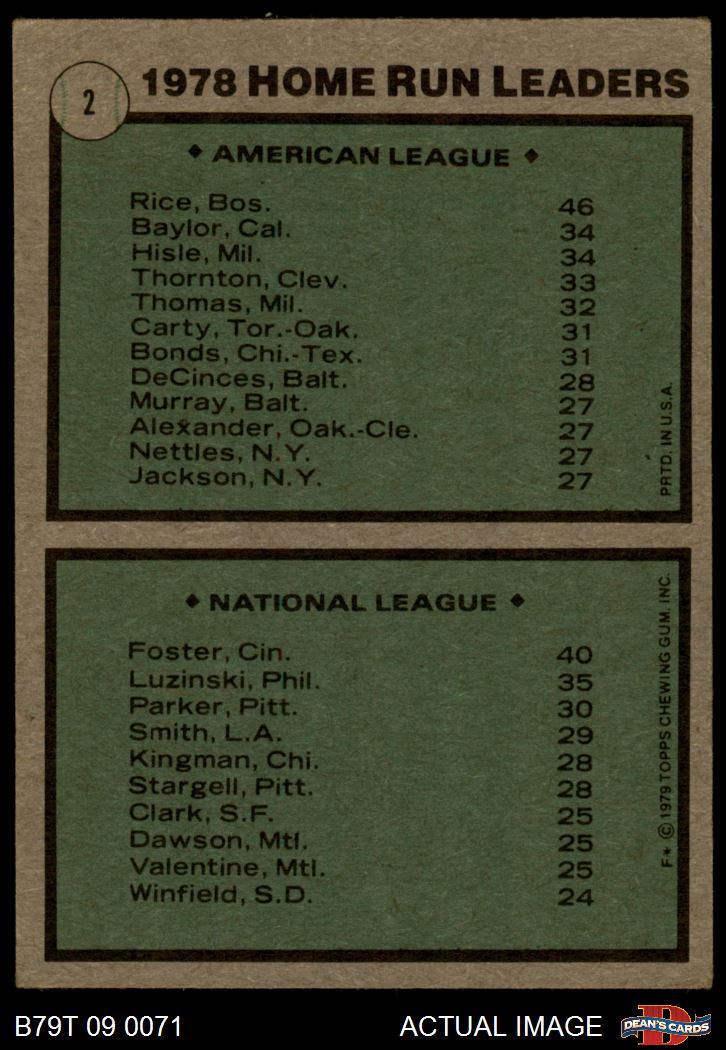 2
1978 HOME RUN LEADERS
♦ AMERICAN LEAGUE ♦
Rice, Bos. 46
Baylor, Cal. 34
Hisle, Mil. 34
Thornton, Clev. 33
Thomas, Mil. 32
Carty, Tor.-Oak. 31
Bonds, Chi.-Tex. 31
DeCinces, Balt. 28
Murray, Balt. 27
Alexander, Oak.-Cle. 27
Nettles, N.Y. 27
Jackson, N.Y. 27
PRTD. IN U.S.A.
♦ NATIONAL LEAGUE ♦
Foster, Cin. 40
Luzinski, Phil. 35
Parker, Pitt. 30
Smith, L.A. 29
Kingman, Chi. 28
Stargell, Pitt. 28
Clark, S.F. 25
Dawson, Mtl. 25
Valentine, Mtl. 25
Winfield, S.D. 24
F* © 1979 TOPPS CHEWING GUM, INC.
B79T 09 0071 ACTUAL IMAGE
D
DEAN'S CARDS